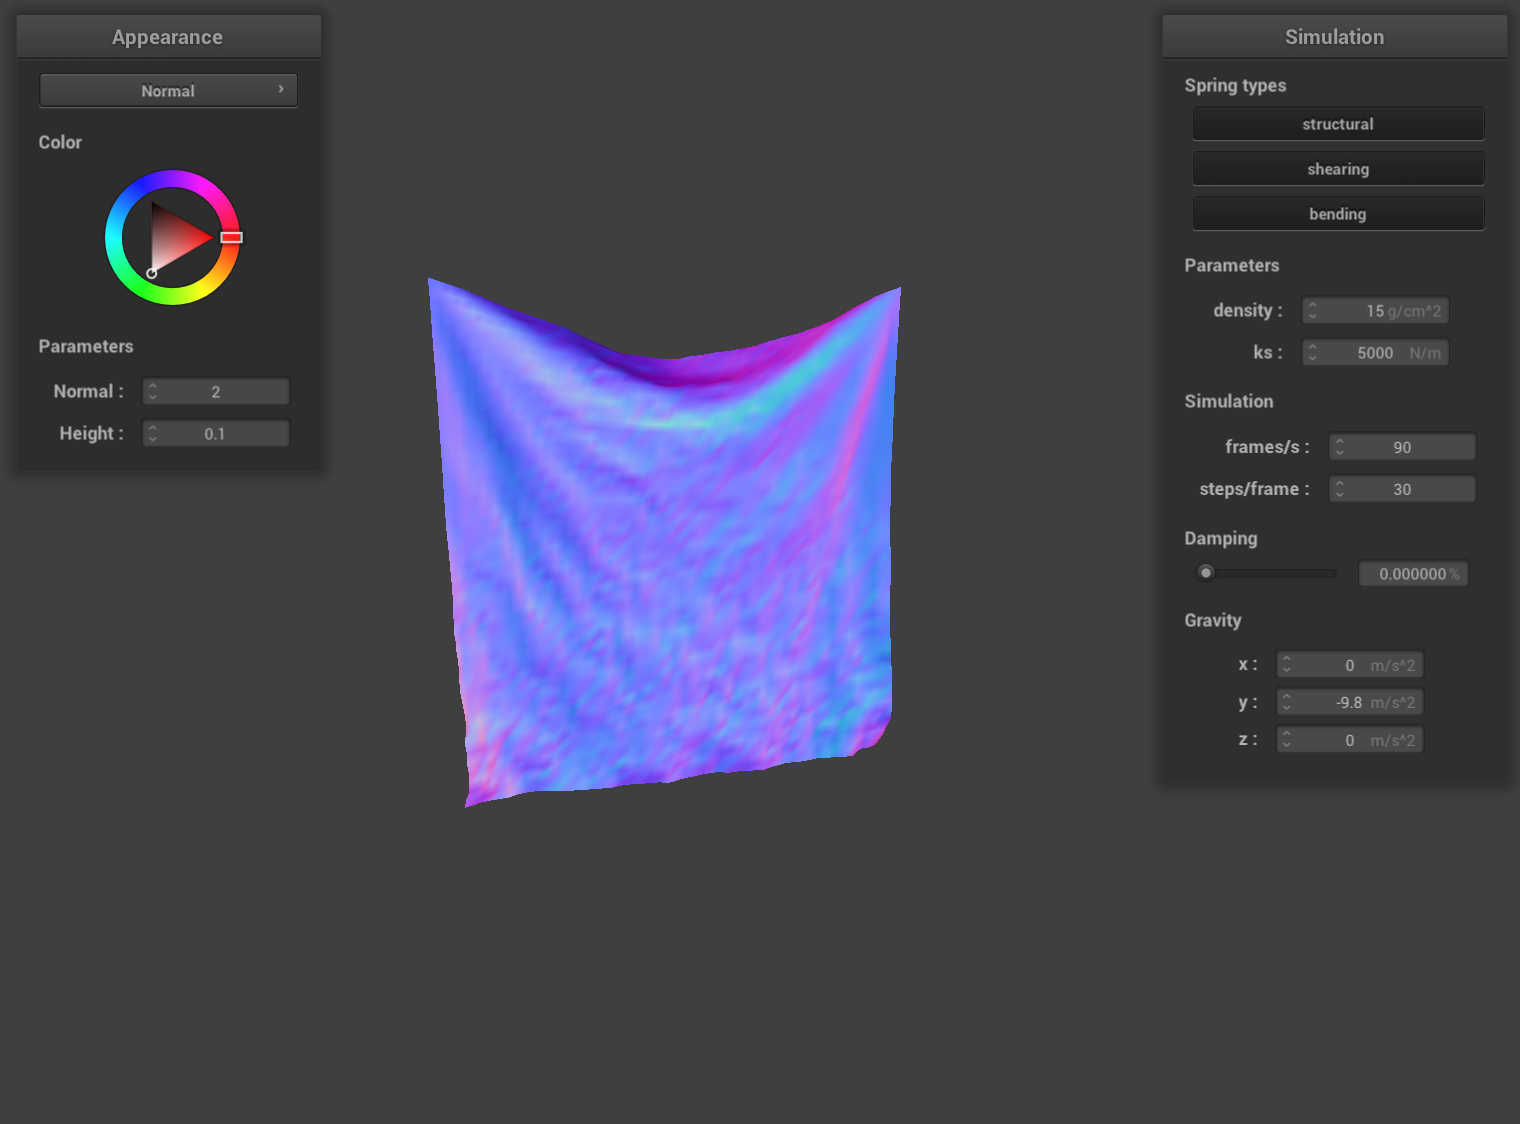 Appearance
Normal
Color
Parameters
Normal : 2
Height : 0.1
Simulation
Spring types
structural
shearing
bending
Parameters
density : 15 g/cm^2
ks : 5000 N/m
Simulation
frames/s : 90
steps/frame : 30
Damping
0.000000 %
Gravity
x : 0 m/s^2
y : -9.8 m/s^2
z : 0 m/s^2